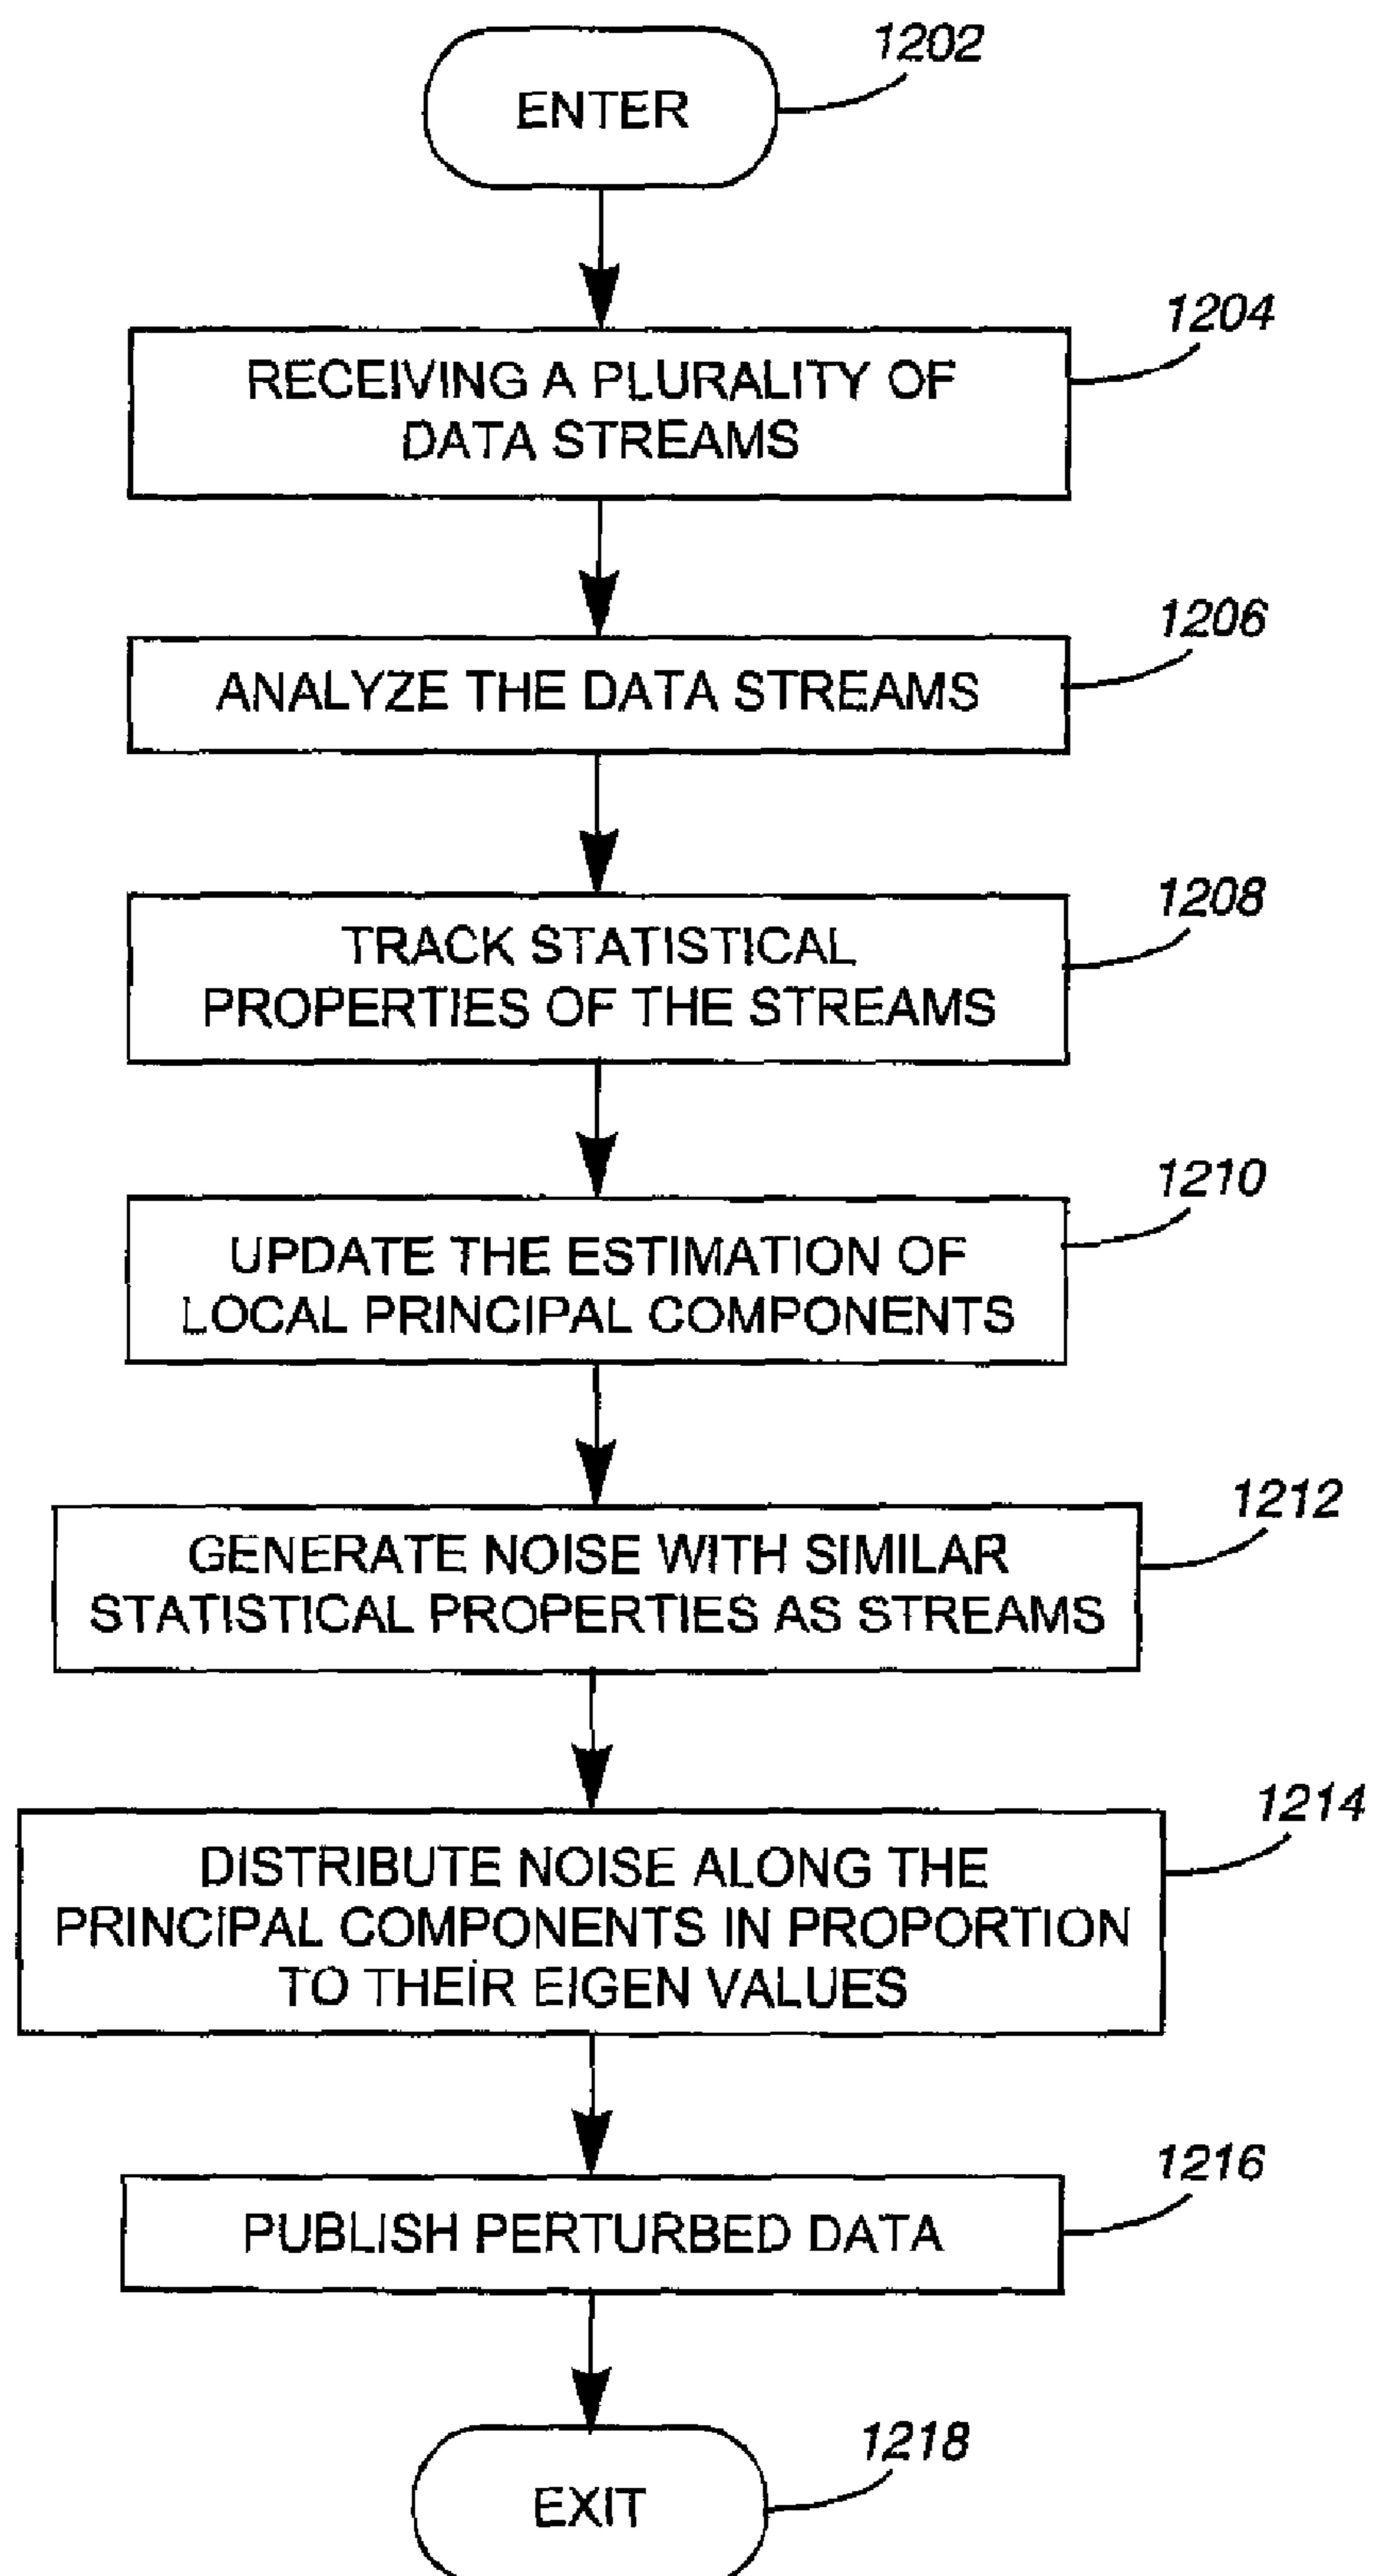 1202
ENTER
1204
RECEIVING A PLURALITY OF
DATA STREAMS
1206
ANALYZE THE DATA STREAMS
1208
TRACK STATISTICAL
PROPERTIES OF THE STREAMS
1210
UPDATE THE ESTIMATION OF
LOCAL PRINCIPAL COMPONENTS
1212
GENERATE NOISE WITH SIMILAR
STATISTICAL PROPERTIES AS STREAMS
1214
DISTRIBUTE NOISE ALONG THE
PRINCIPAL COMPONENTS IN PROPORTION
TO THEIR EIGEN VALUES
1216
PUBLISH PERTURBED DATA
1218
EXIT